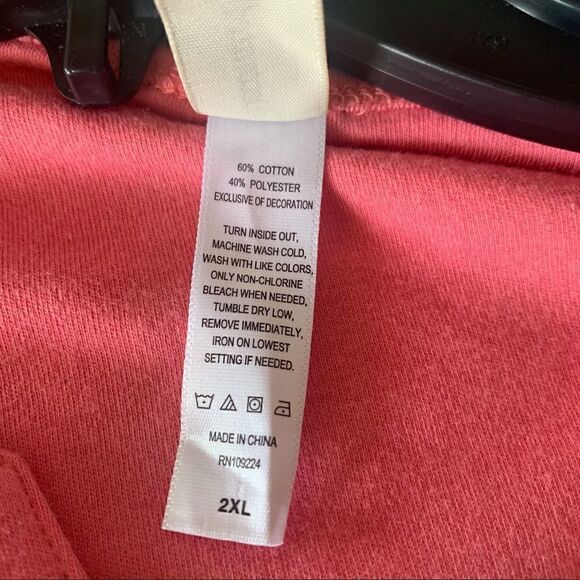 479
60% COTTON
40% POLYESTER
EXCLUSIVE OF DECORATION
TURN INSIDE OUT,
MACHINE WASH COLD,
WASH WITH LIKE COLORS,
ONLY NON-CHLORINE
BLEACH WHEN NEEDED,
TUMBLE DRY LOW,
REMOVE IMMEDIATELY,
IRON ON LOWEST
SETTING IF NEEDED.
MADE IN CHINA
RN109224
2XL